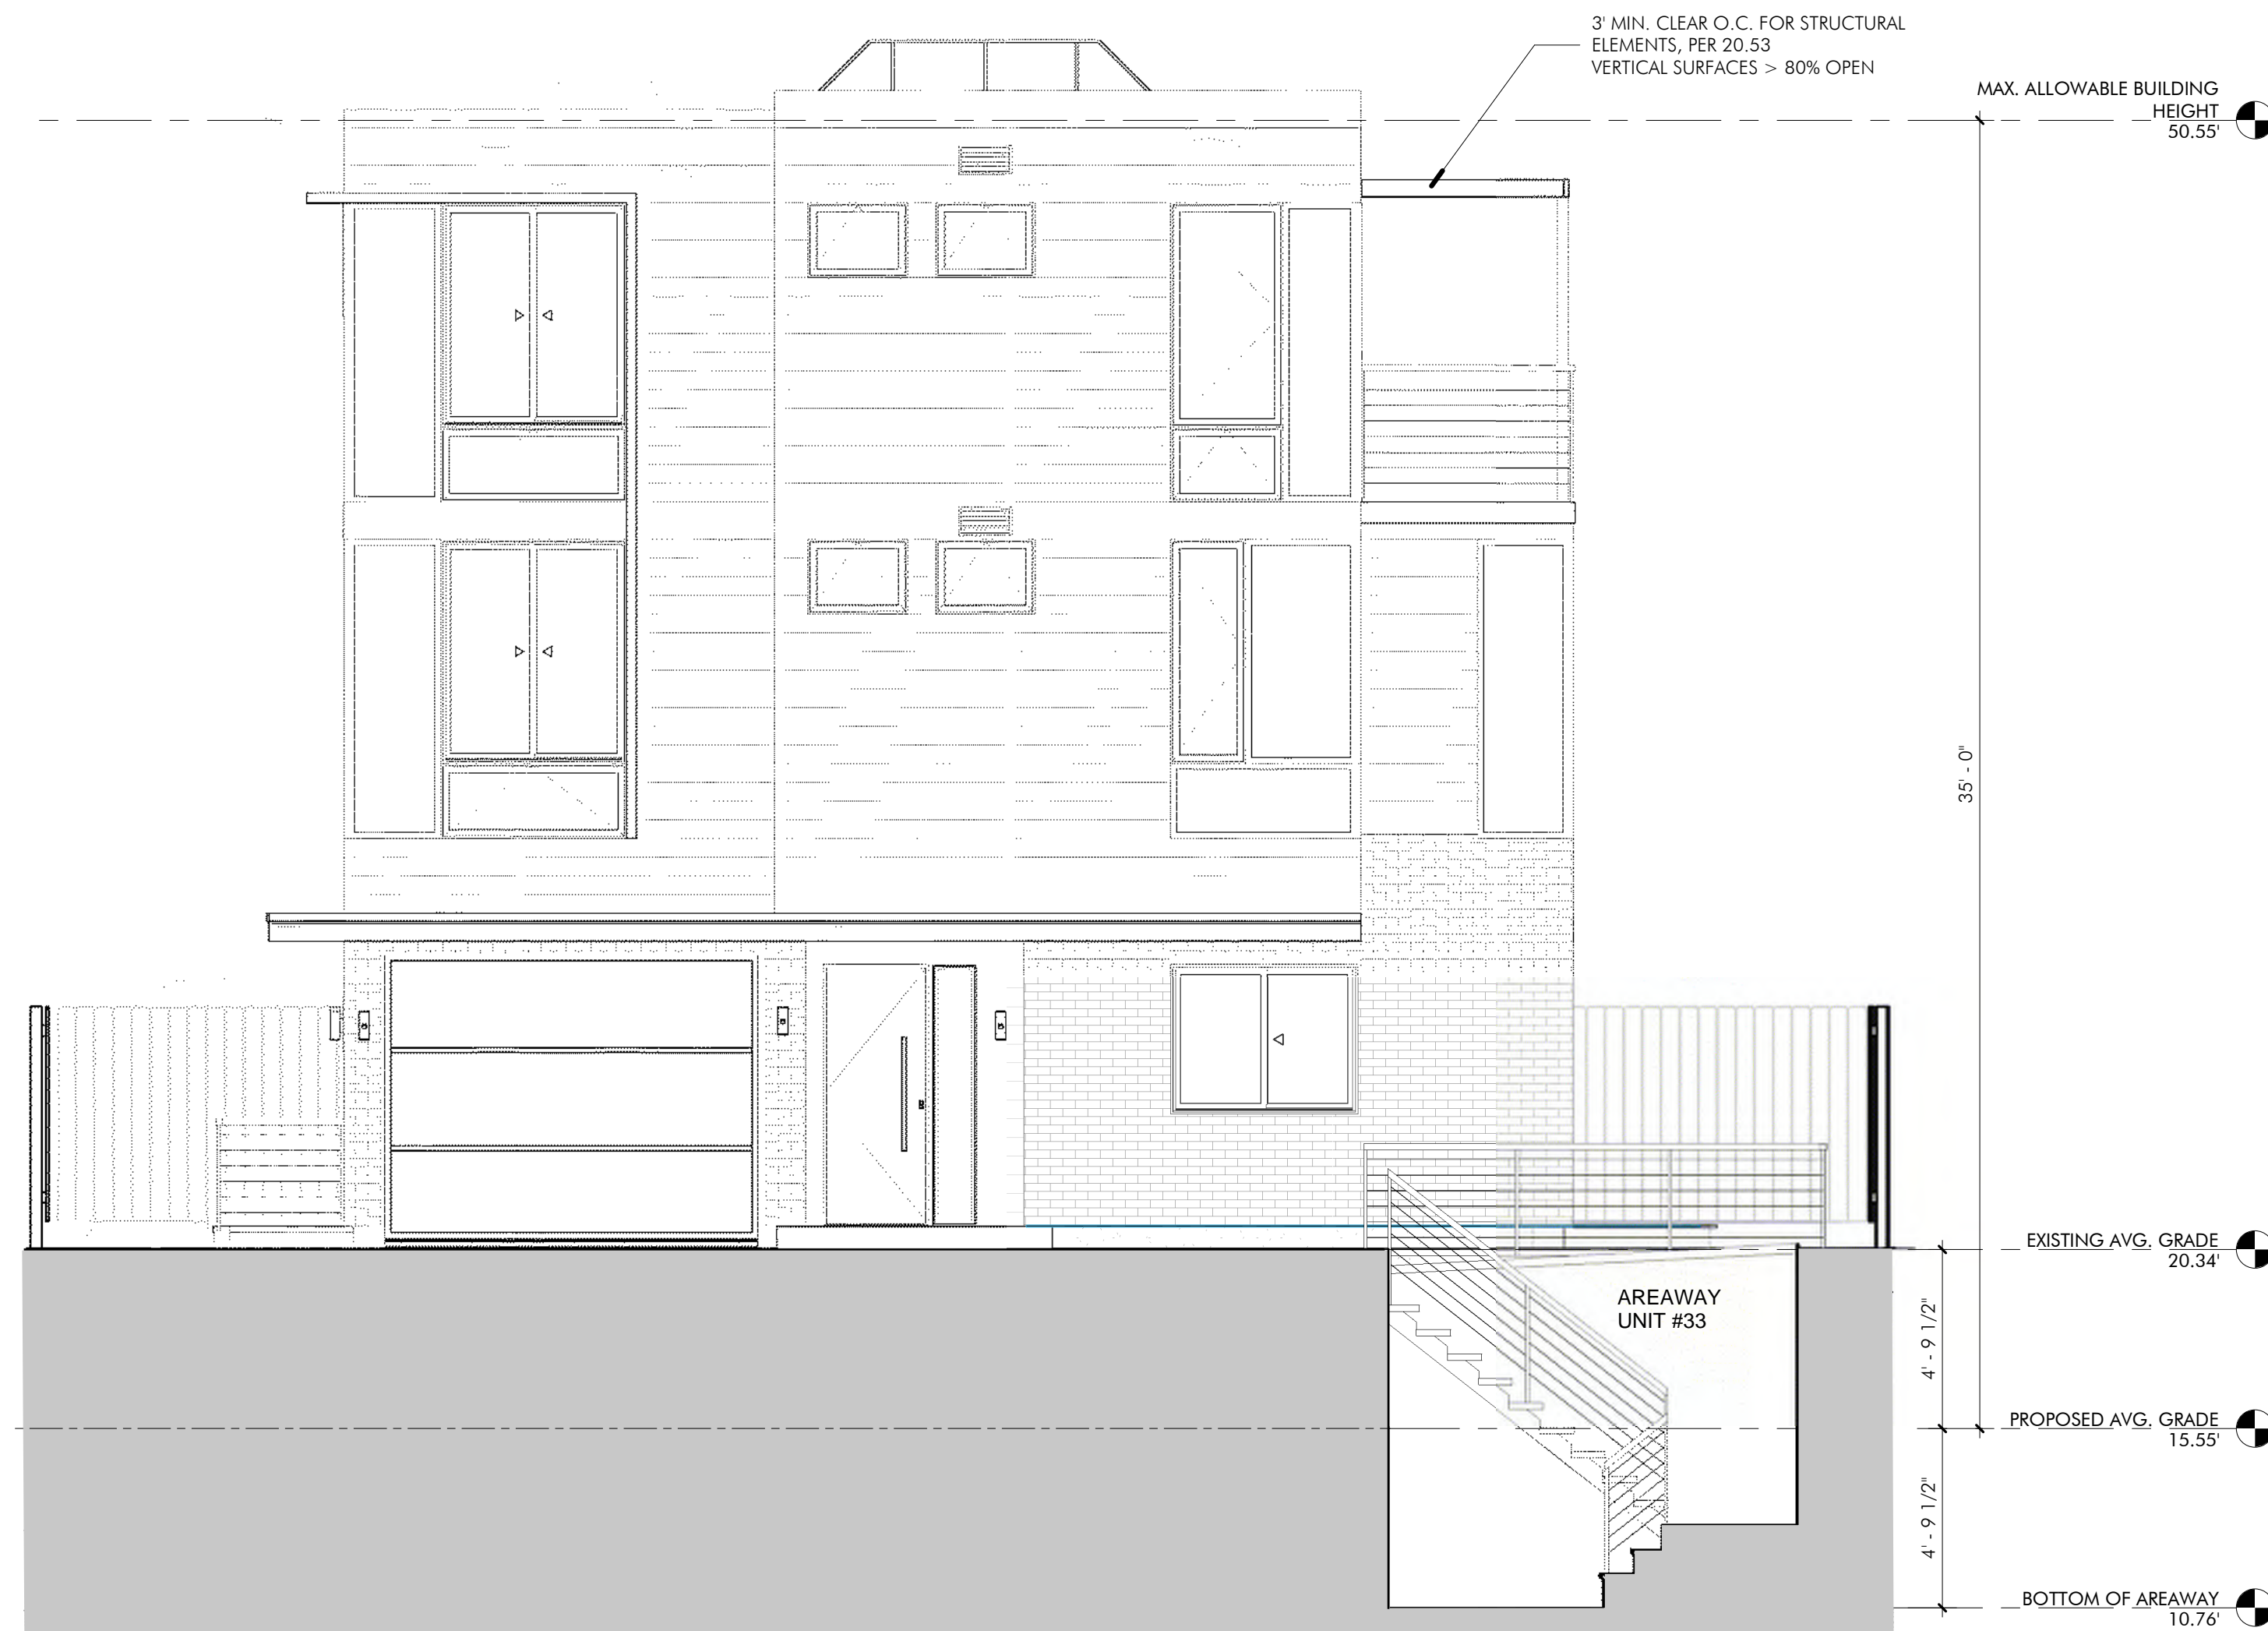 3' MIN. CLEAR O.C. FOR STRUCTURAL
ELEMENTS, PER 20.53
VERTICAL SURFACES > 80% OPEN
MAX. ALLOWABLE BUILDING
HEIGHT
50.55'
35' - 0"
EXISTING AVG. GRADE
20.34'
AREAWAY
UNIT #33
4' - 9 1/2"
PROPOSED AVG. GRADE
15.55'
4' - 9 1/2"
BOTTOM OF AREAWAY
10.76'